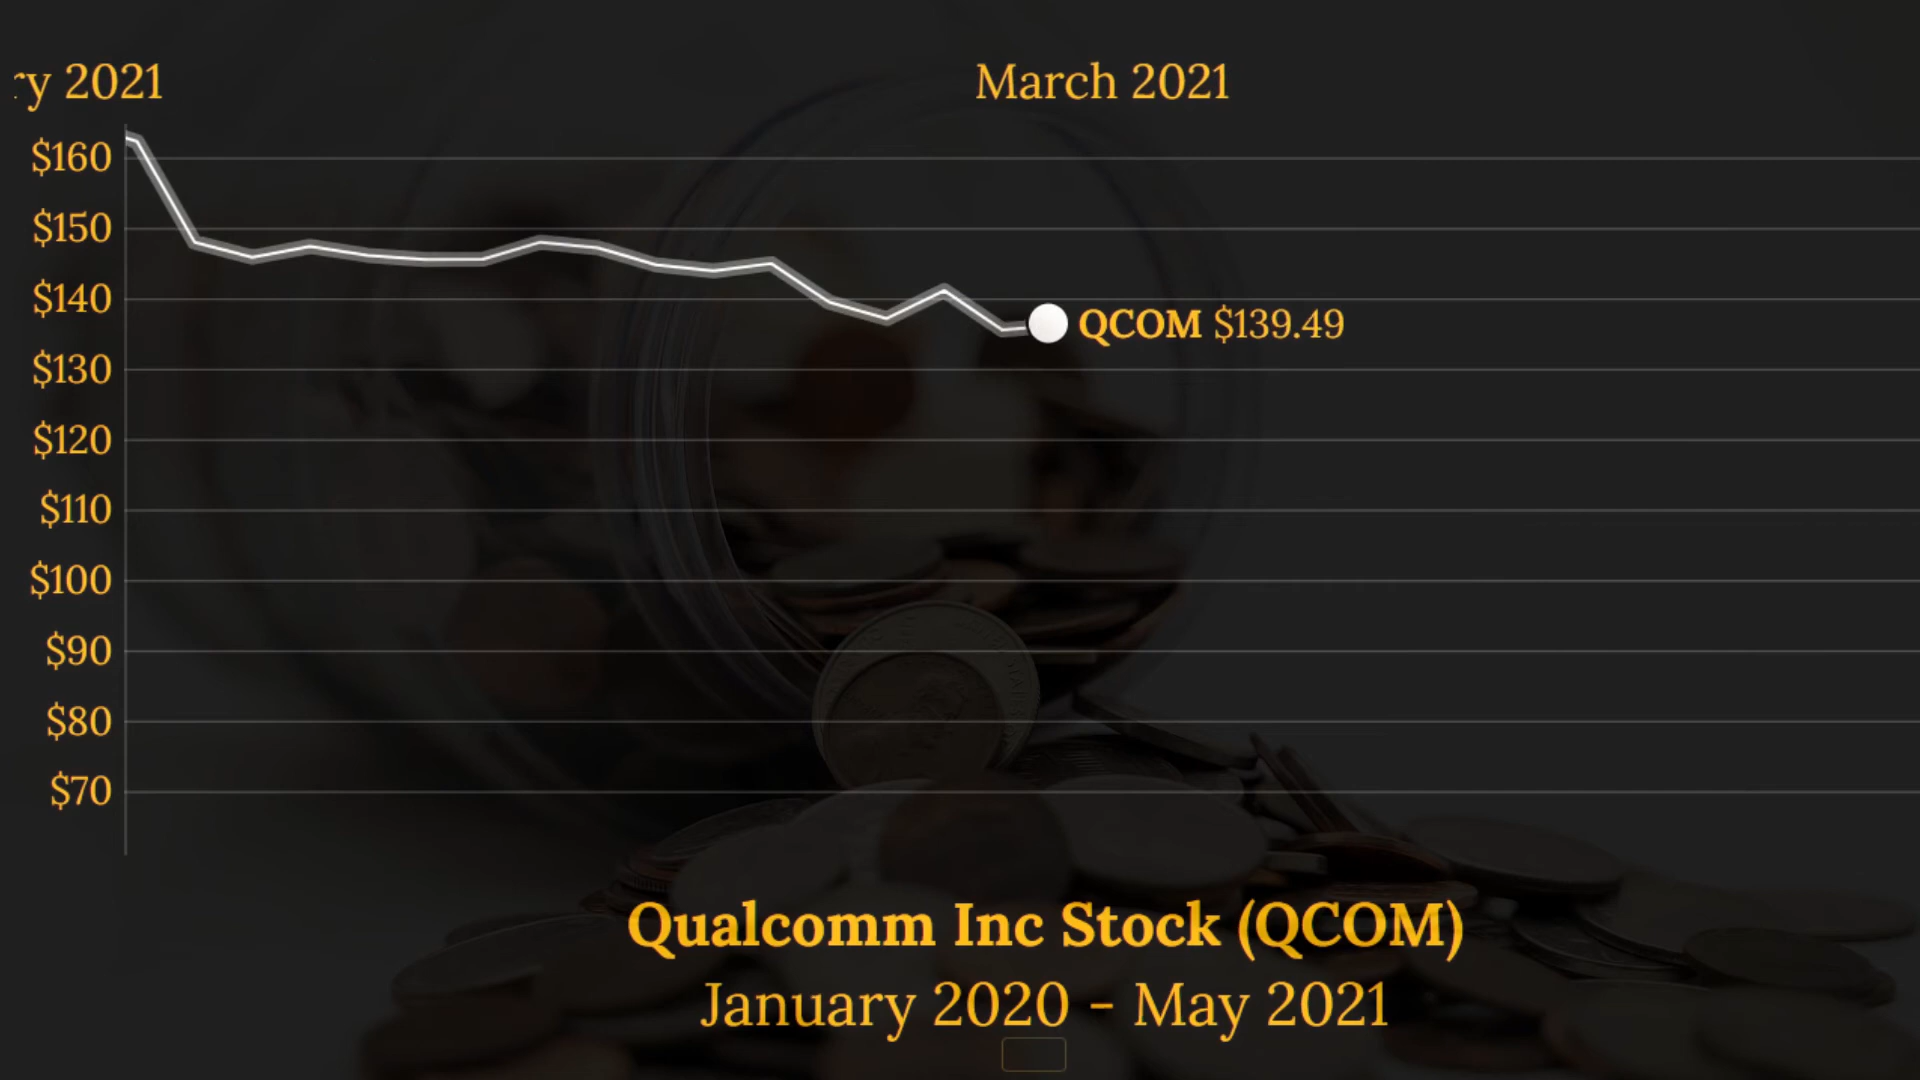 ry 2021
March 2021
$160
$150
$140
QCOM $139.49
$130
$120
$110
$100
$90
$80
$70
Qualcomm Inc Stock (QCOM)
January 2020 - May 2021